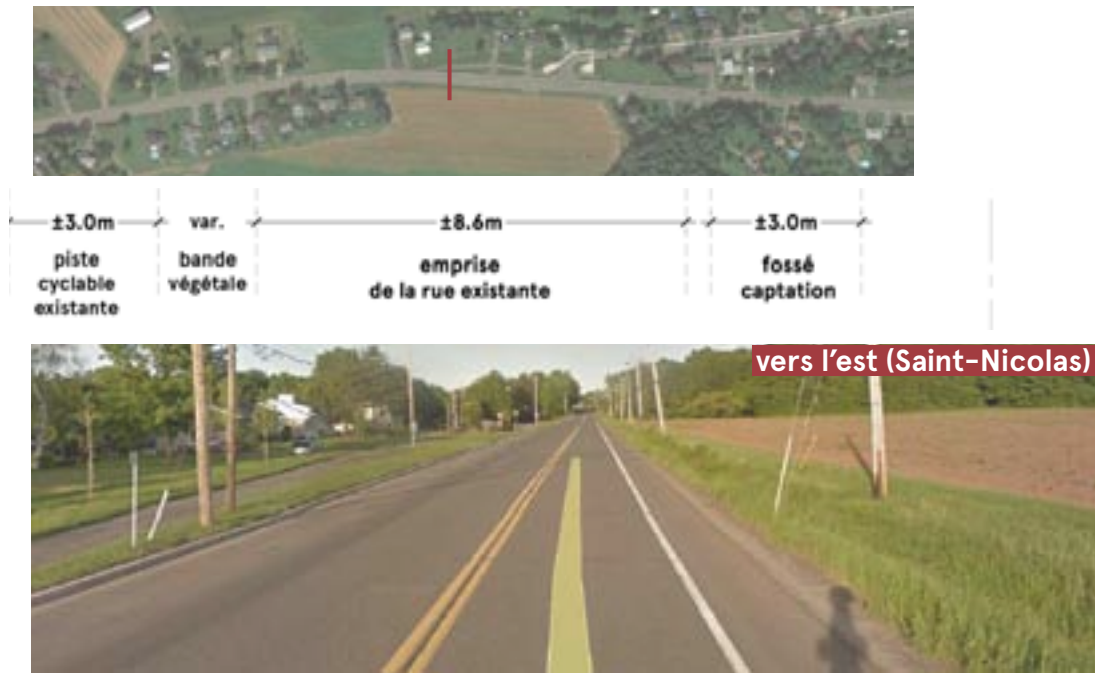 ±3.0m var. ±8.6m ±3.0m
piste
cyclable
existante
bande
végétale
emprise
de la rue existante
fossé
captation
vers l'est (Saint-Nicolas)